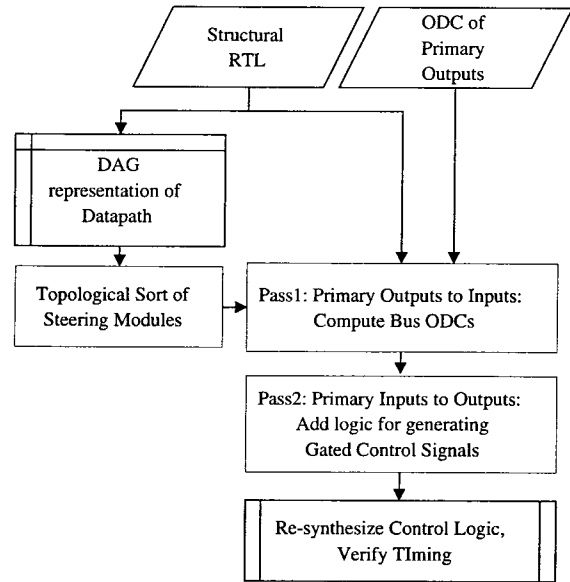 Structural
RTL
ODC of
Primary
Outputs
DAG
representation of
Datapath
Topological Sort of
Steering Modules
Pass1: Primary Outputs to Inputs:
Compute Bus ODCs
Pass2: Primary Inputs to Outputs:
Add logic for generating
Gated Control Signals
Re-synthesize Control Logic,
Verify TIming